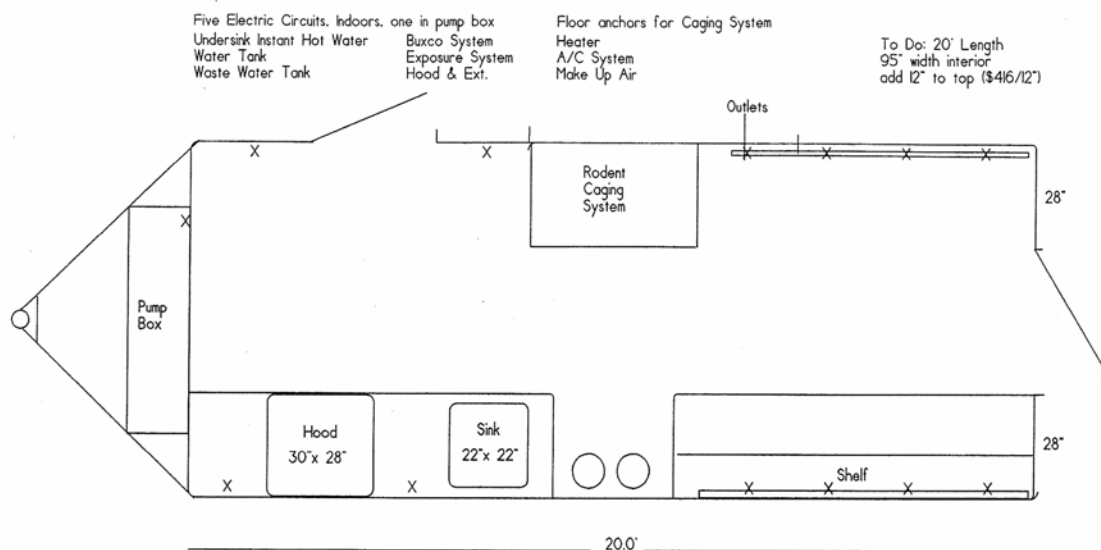 Five Electric Circuits. Indoors. one in pump box
Undersink Instant Hot Water
Water Tank
Waste Water Tank
Buxco System
Exposure System
Hood & Ext.
Floor anchors for Caging System
Heater
A/C System
Make Up Air
To Do: 20' Length
95" width interior
add 12" to top ($416/12")
Outlets
X
X
X
X
X
X
Rodent
Caging
System
28"
X
Pump
Box
Hood
30"x 28"
Sink
22"x 22"
28"
Shelf
X
X
X
X
X
X
20.0'